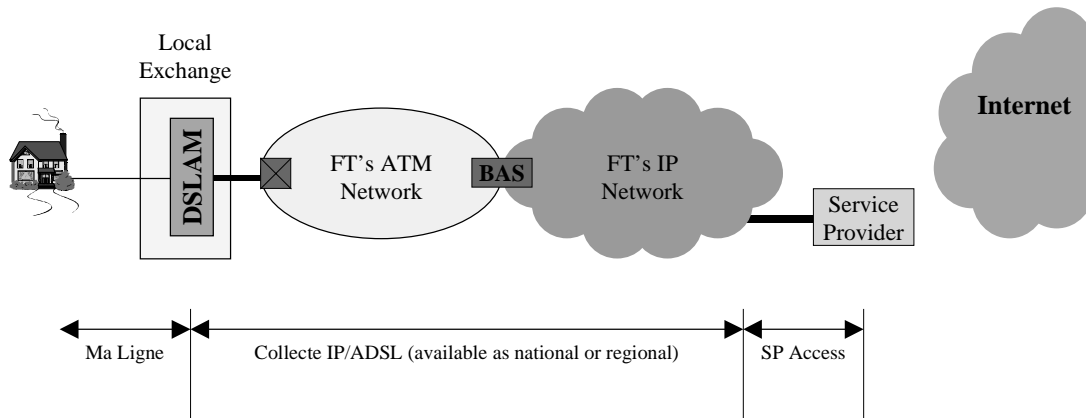 Local
Exchange
Internet
DSLAM
FT's ATM
Network
BAS
FT's IP
Network
Service
Provider
Ma Ligne
Collecte IP/ADSL (available as national or regional)
SP Access